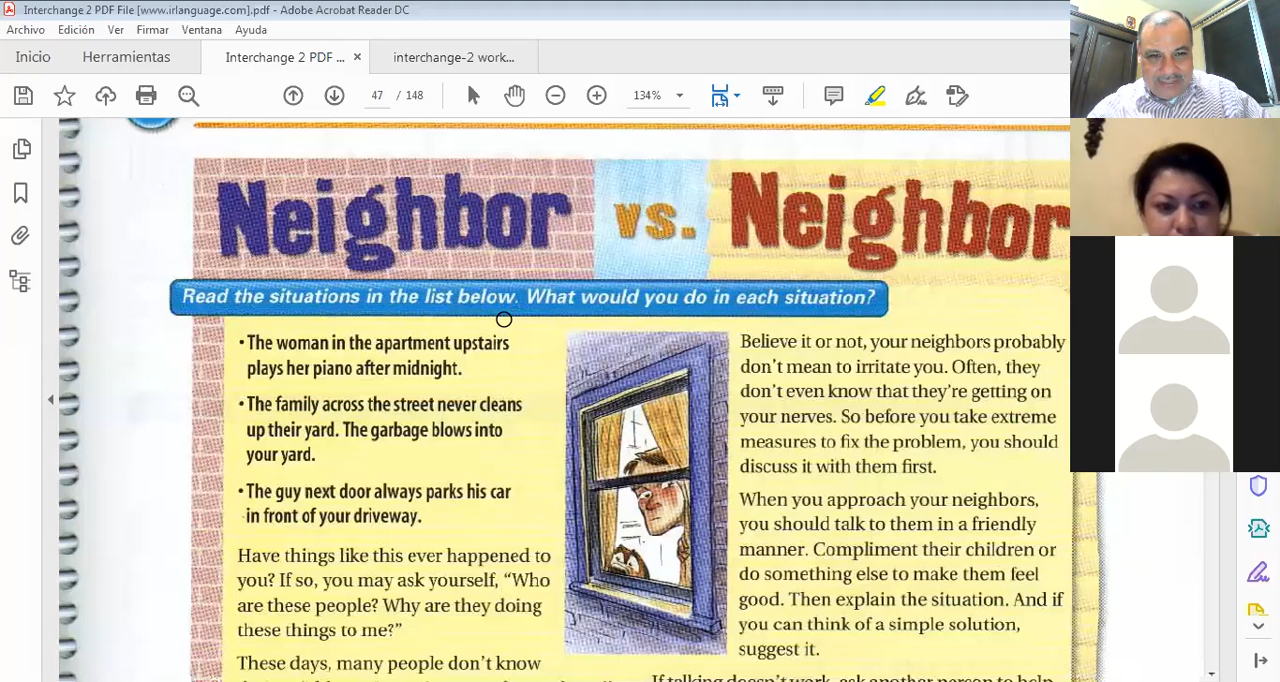 Interchange 2 PDF File [www.irlanguage.com].pdf - Adobe Acrobat Reader DC
Archivo Edición Ver Firmar Ventana Ayuda
Inicio Herramientas Interchange 2 PDF ... × interchange-2 work...
47 / 148 134%
Neighbor vs. Neighbor
Read the situations in the list below. What would you do in each situation?
• The woman in the apartment upstairs
plays her piano after midnight.
• The family across the street never cleans
up their yard. The garbage blows into
your yard.
• The guy next door always parks his car
in front of your driveway.
Have things like this ever happened to
you? If so, you may ask yourself, “Who
are these people? Why are they doing
these things to me?”
These days, many people don’t know
Believe it or not, your neighbors probably
don’t mean to irritate you. Often, they
don’t even know that they’re getting on
your nerves. So before you take extreme
measures to fix the problem, you should
discuss it with them first.
When you approach your neighbors,
you should talk to them in a friendly
manner. Compliment their children or
do something else to make them feel
good. Then explain the situation. And if
you can think of a simple solution,
suggest it.
If talking doesn’t work, ask another person to help